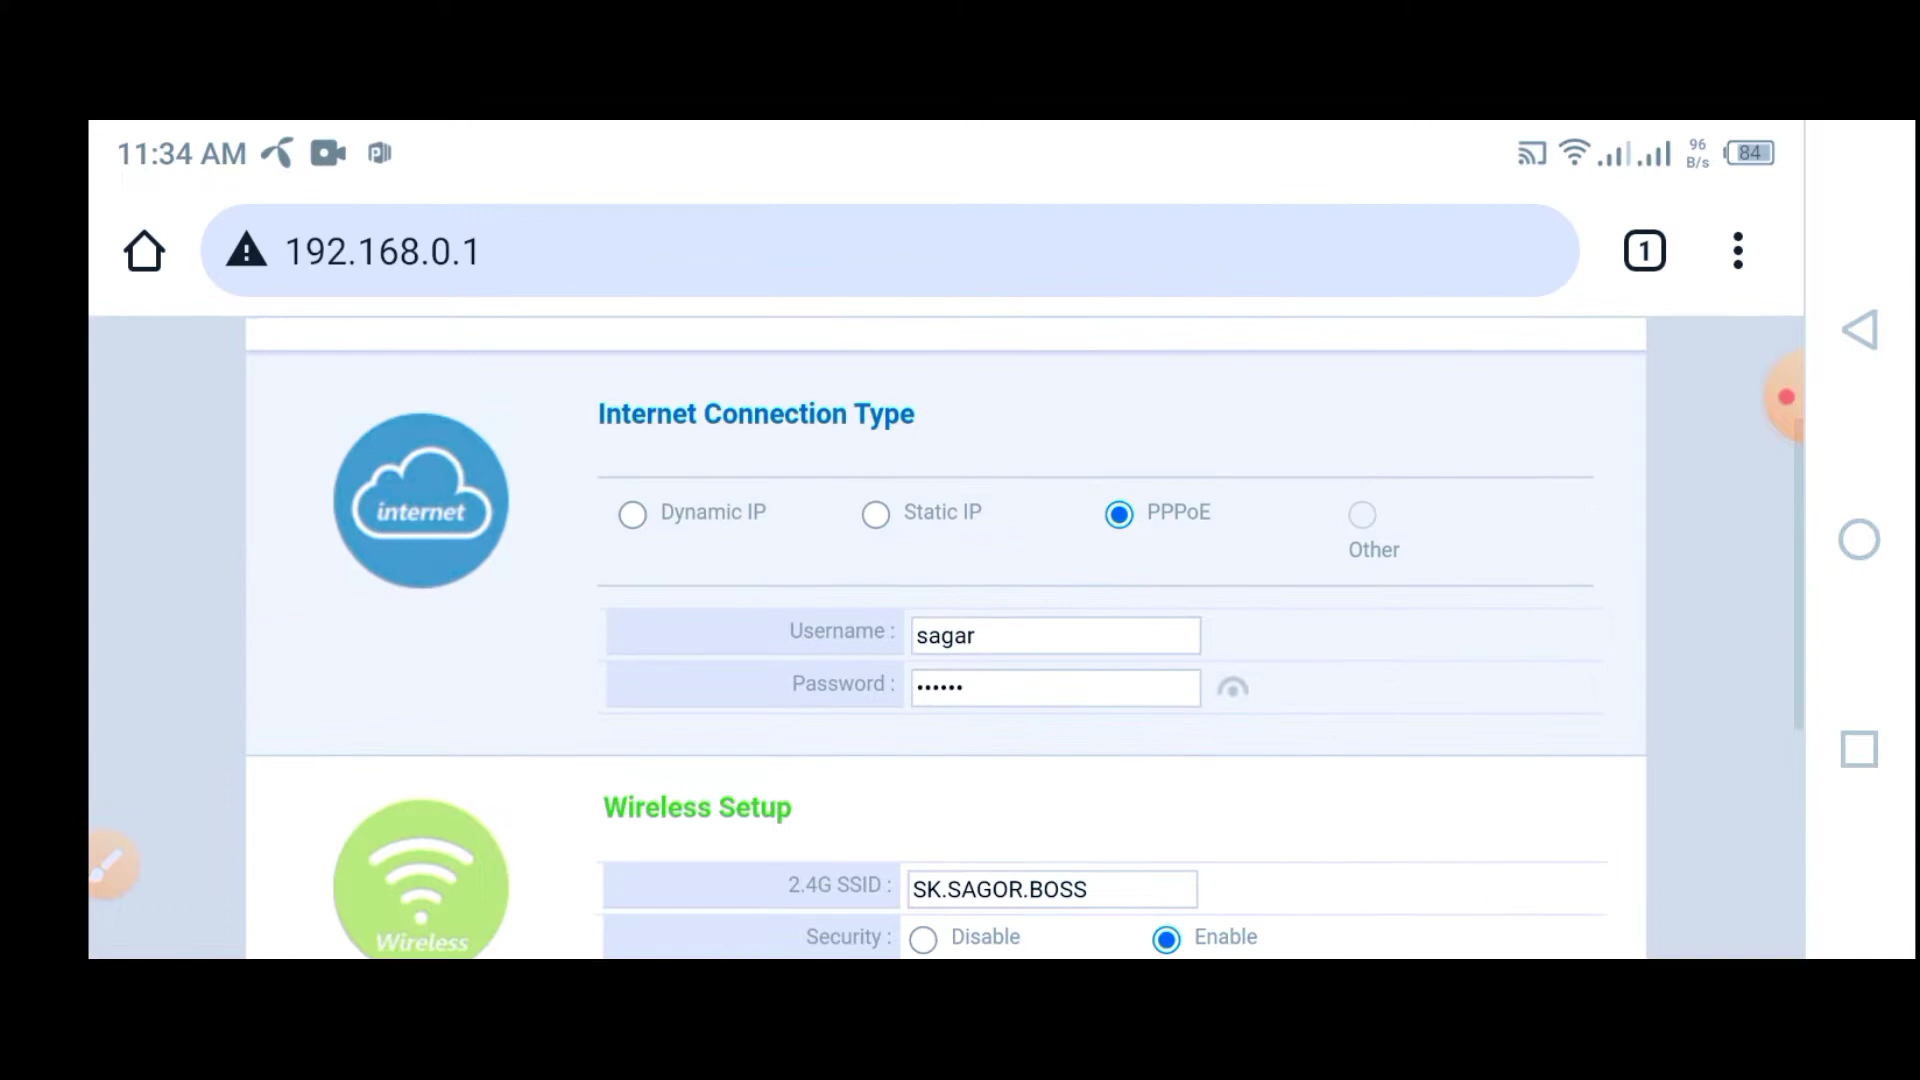 11:34 AM
96
B/s
84
192.168.0.1
1
Internet Connection Type
internet
Dynamic IP
Static IP
PPPoE
Other
Username :
sagar
Password :
••••••
Wireless Setup
Wireless
2.4G SSID :
SK.SAGOR.BOSS
Security :
Disable
Enable